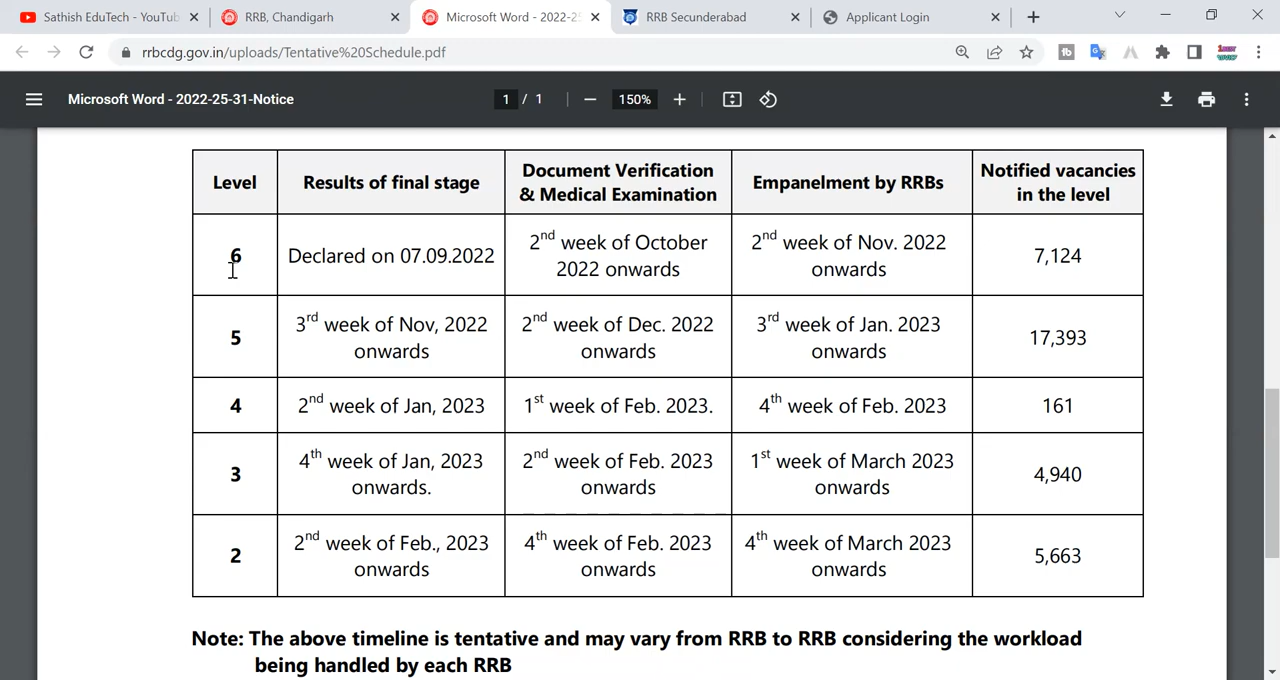 Sathish EduTech - YouTub
RRB, Chandigarh
Microsoft Word - 2022-25
RRB Secunderabad
Applicant Login
rrbcdg.gov.in/uploads/Tentative%20Schedule.pdf
Microsoft Word - 2022-25-31-Notice
1 / 1
150%
Level
Results of final stage
Document Verification
& Medical Examination
Empanelment by RRBs
Notified vacancies
in the level
6
Declared on 07.09.2022
2nd week of October
2022 onwards
2nd week of Nov. 2022
onwards
7,124
5
3rd week of Nov, 2022
onwards
2nd week of Dec. 2022
onwards
3rd week of Jan. 2023
onwards
17,393
4
2nd week of Jan, 2023
1st week of Feb. 2023.
4th week of Feb. 2023
161
3
4th week of Jan, 2023
onwards.
2nd week of Feb. 2023
onwards
1st week of March 2023
onwards
4,940
2
2nd week of Feb., 2023
onwards
4th week of Feb. 2023
onwards
4th week of March 2023
onwards
5,663
Note: The above timeline is tentative and may vary from RRB to RRB considering the workload
being handled by each RRB